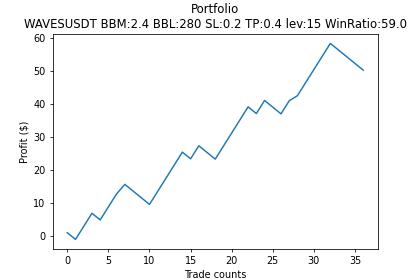 Portfolio
WAVESUSDT BBM:2.4 BBL:280 SL:0.2 TP:0.4 lev:15 WinRatio:59.0
60
50
40
30
20
10
0
Profit ($)
0 5 10 15 20 25 30 35
Trade counts